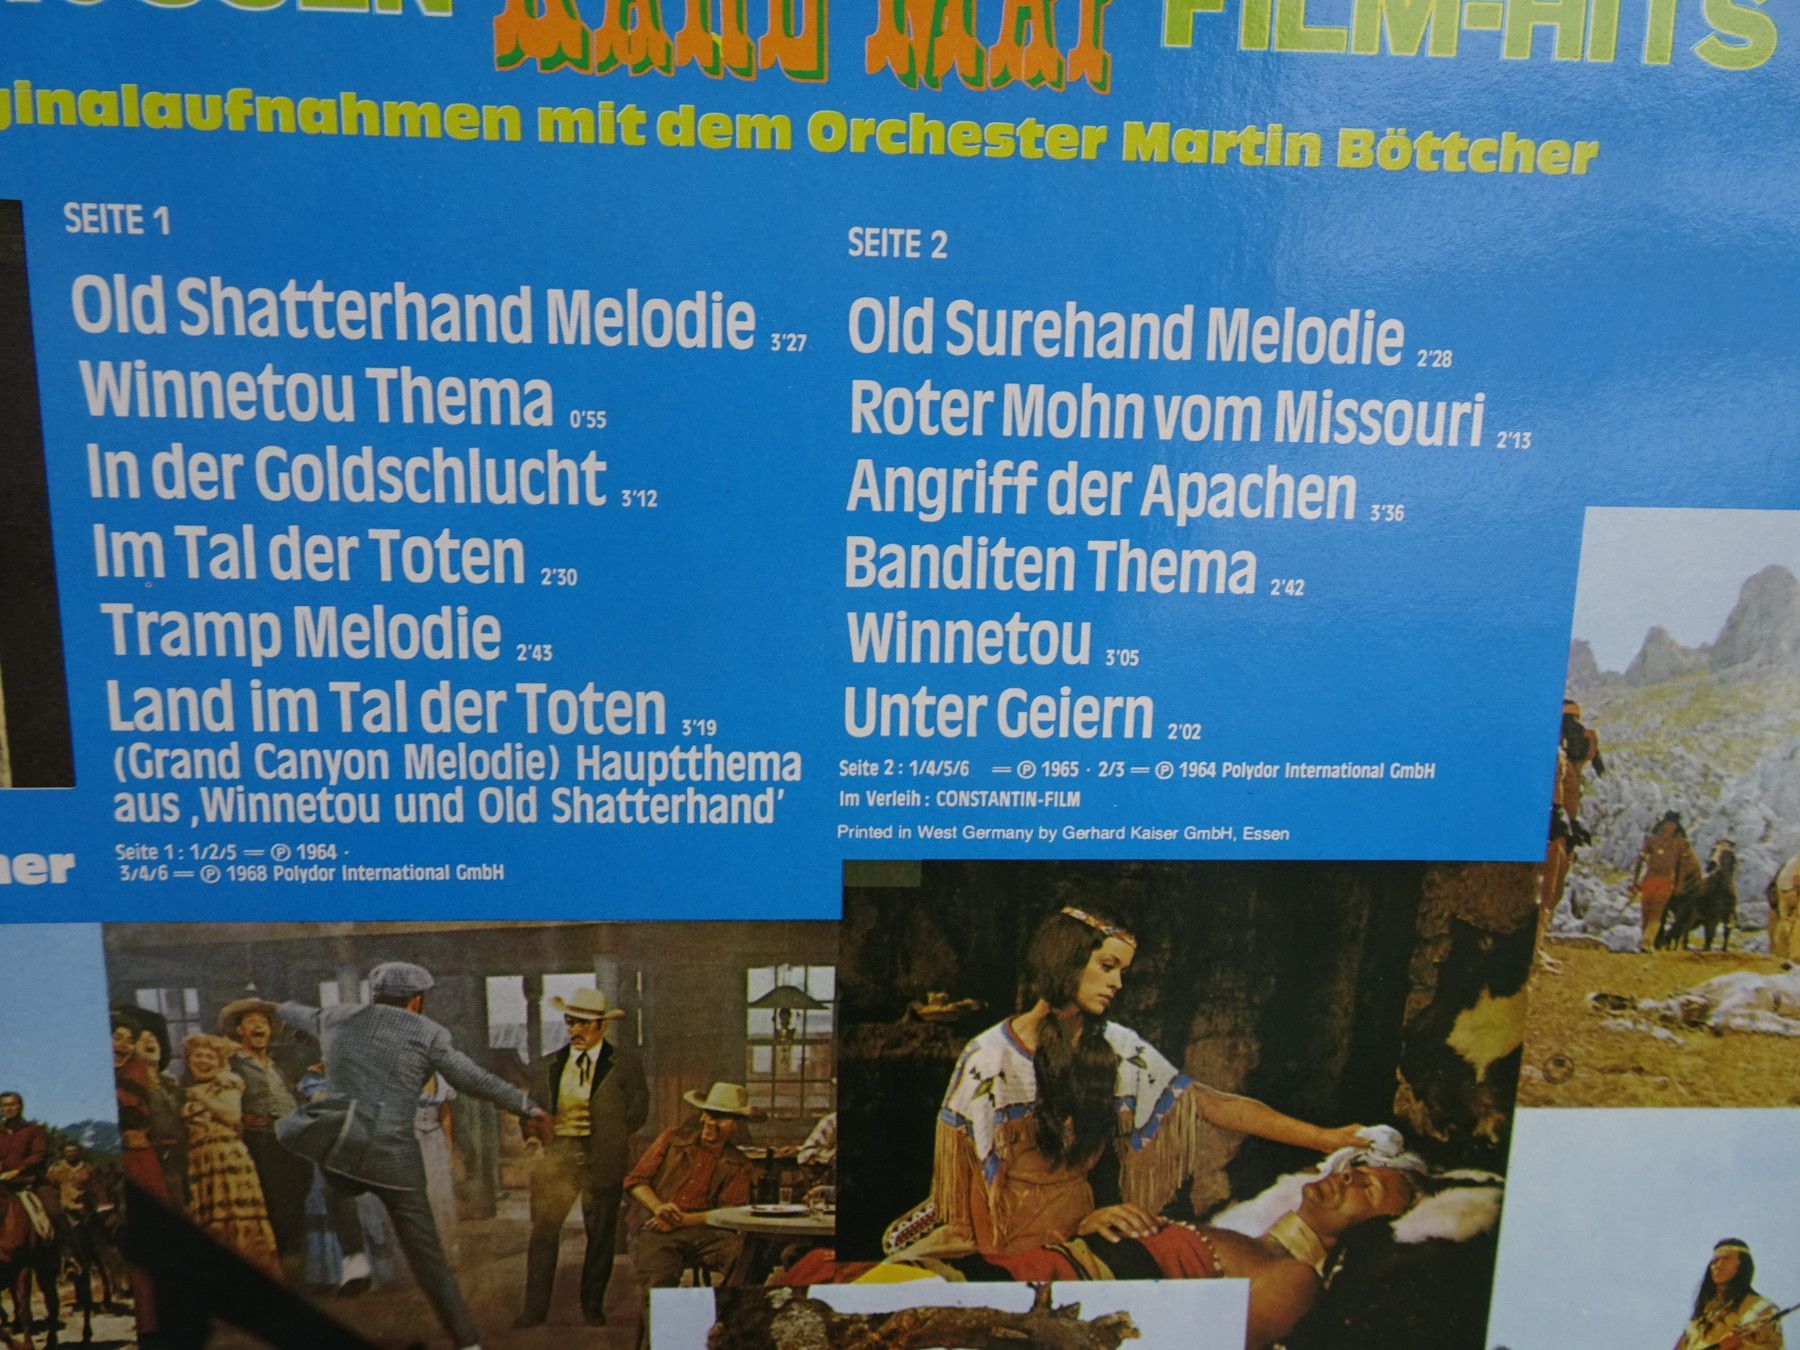 KARL MAY FILM-HITS
ginalaufnahmen mit dem Orchester Martin Böttcher
SEITE 1
Old Shatterhand Melodie 3'27
Winnetou Thema 0'55
In der Goldschlucht 3'12
Im Tal der Toten 2'30
Tramp Melodie 2'43
Land im Tal der Toten 3'19
(Grand Canyon Melodie) Hauptthema
aus ‚Winnetou und Old Shatterhand'
Seite 1 : 1/2/5 = ℗ 1964 ·
3/4/6 = ℗ 1968 Polydor International GmbH
SEITE 2
Old Surehand Melodie 2'28
Roter Mohn vom Missouri 2'13
Angriff der Apachen 3'36
Banditen Thema 2'42
Winnetou 3'05
Unter Geiern 2'02
Seite 2 : 1/4/5/6 = ℗ 1965 · 2/3 = ℗ 1964 Polydor International GmbH
Im Verleih : CONSTANTIN-FILM
Printed in West Germany by Gerhard Kaiser GmbH, Essen